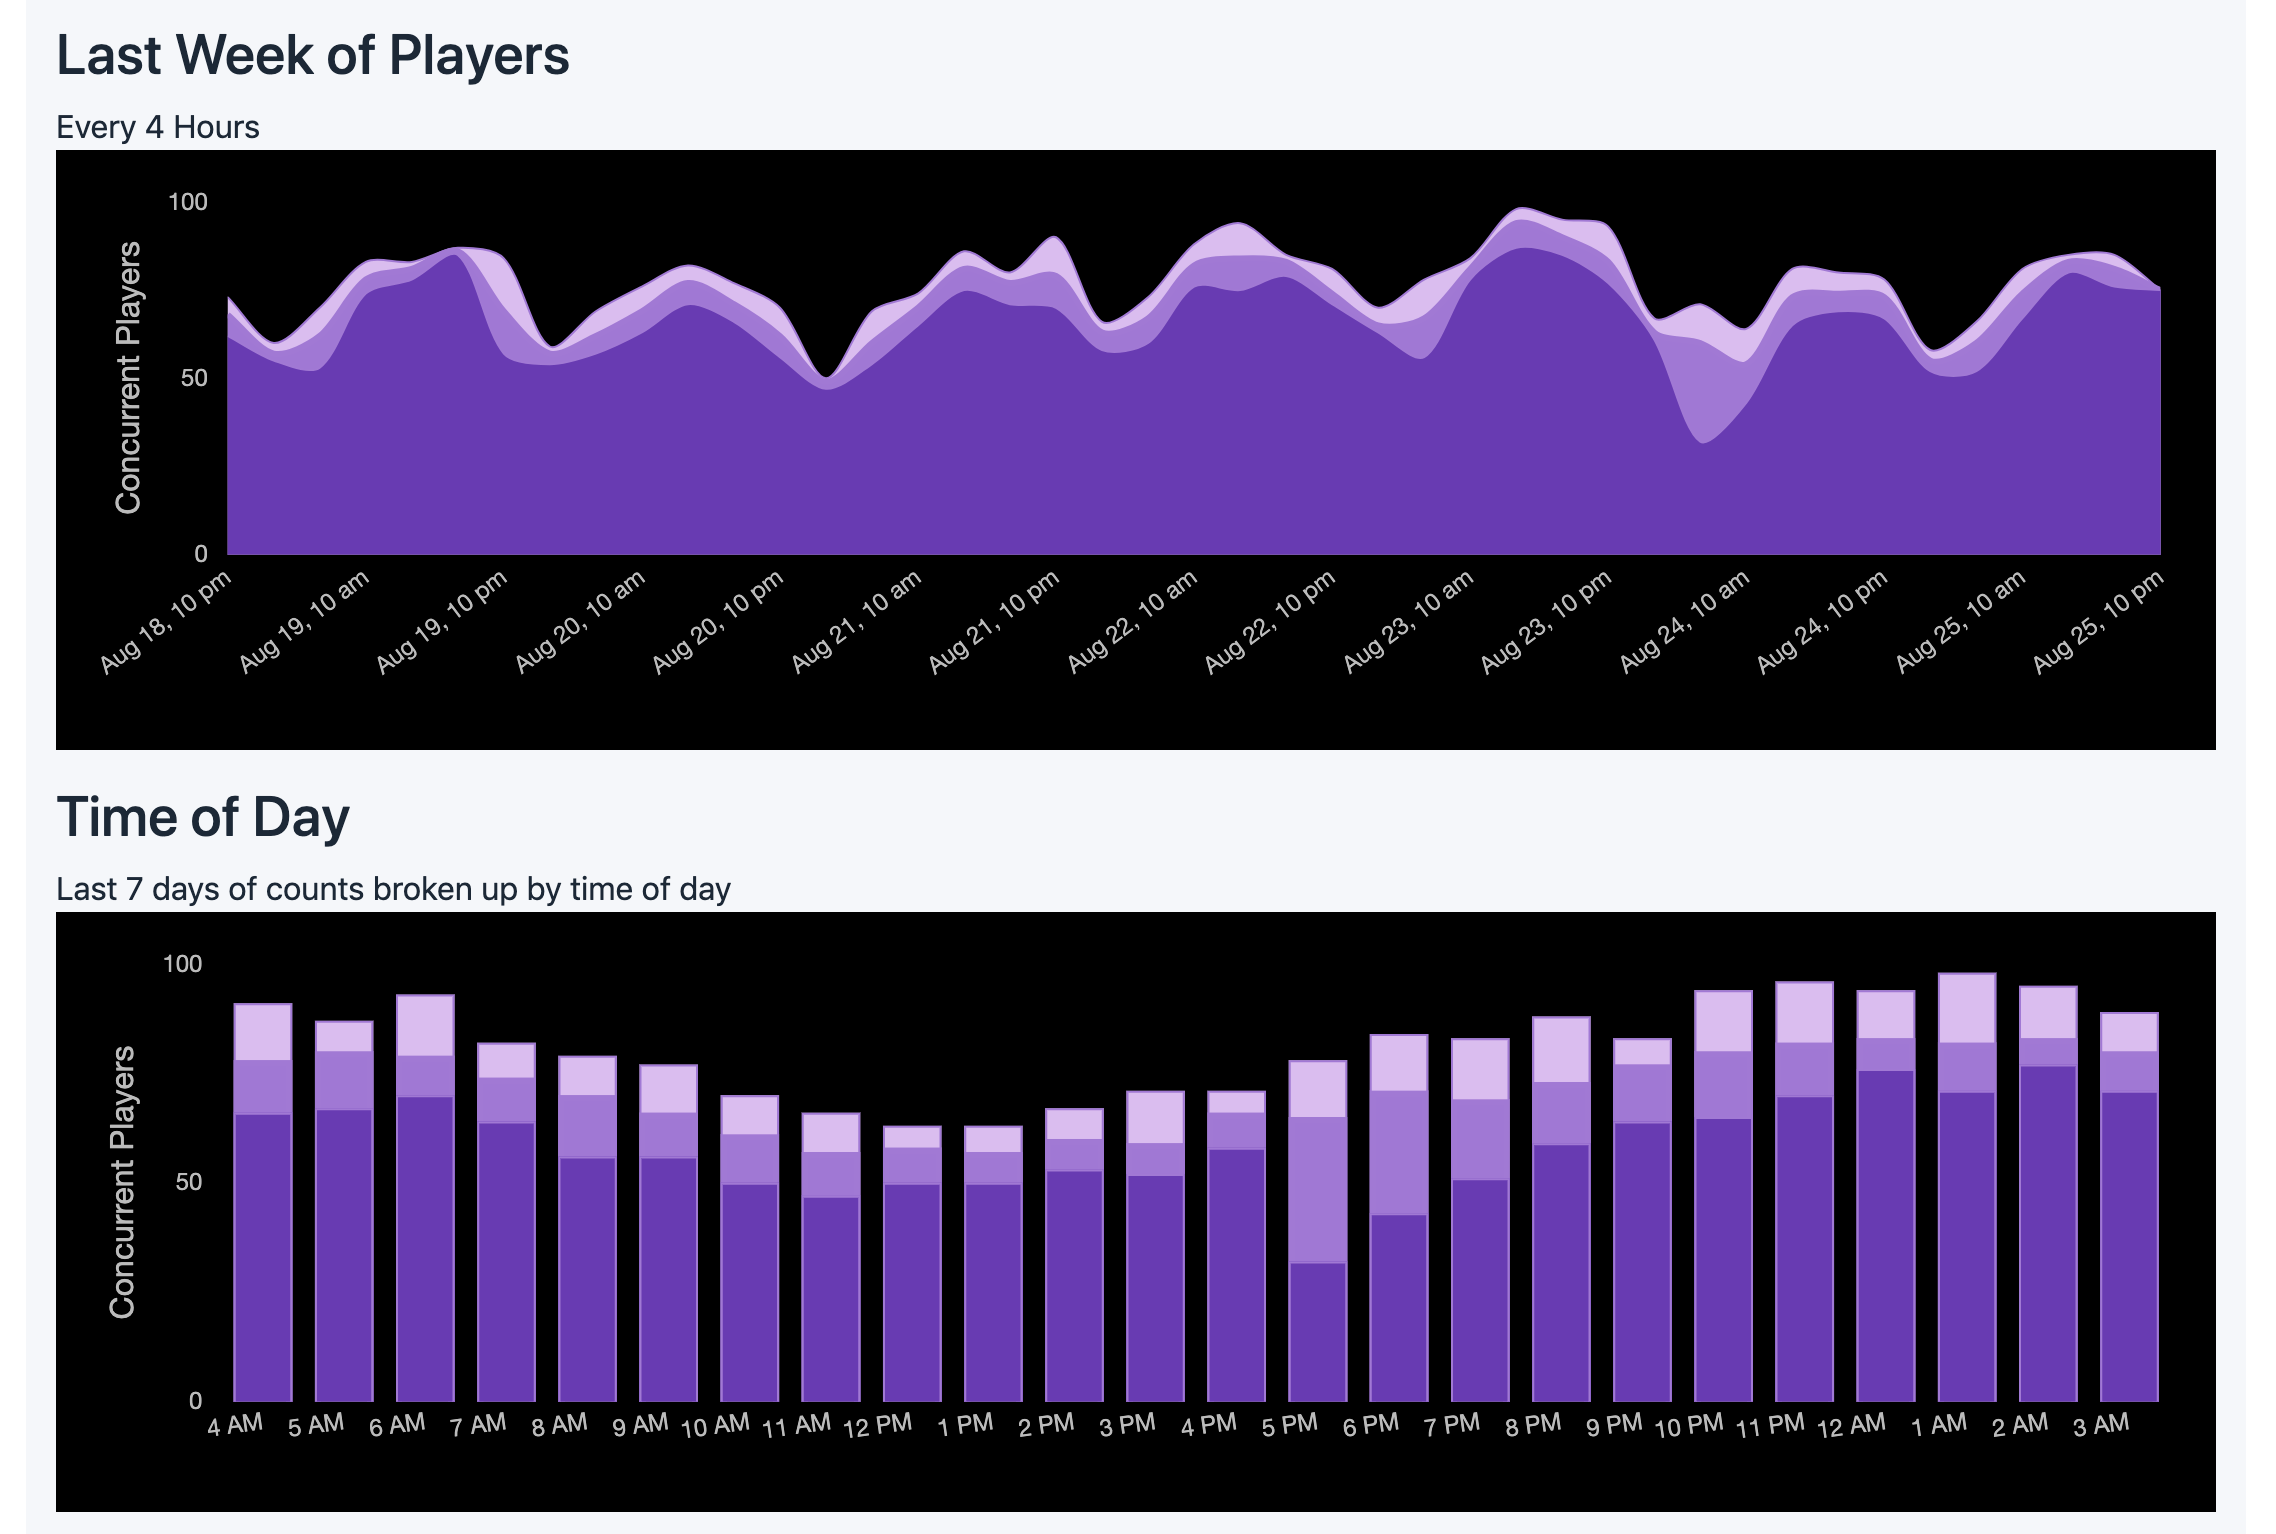 Last Week of Players
Every 4 Hours
100
50
0
Concurrent Players
Aug 18, 10 pm
Aug 19, 10 am
Aug 19, 10 pm
Aug 20, 10 am
Aug 20, 10 pm
Aug 21, 10 am
Aug 21, 10 pm
Aug 22, 10 am
Aug 22, 10 pm
Aug 23, 10 am
Aug 23, 10 pm
Aug 24, 10 am
Aug 24, 10 pm
Aug 25, 10 am
Aug 25, 10 pm
Time of Day
Last 7 days of counts broken up by time of day
100
50
0
Concurrent Players
4 AM
5 AM
6 AM
7 AM
8 AM
9 AM
10 AM
11 AM
12 PM
1 PM
2 PM
3 PM
4 PM
5 PM
6 PM
7 PM
8 PM
9 PM
10 PM
11 PM
12 AM
1 AM
2 AM
3 AM